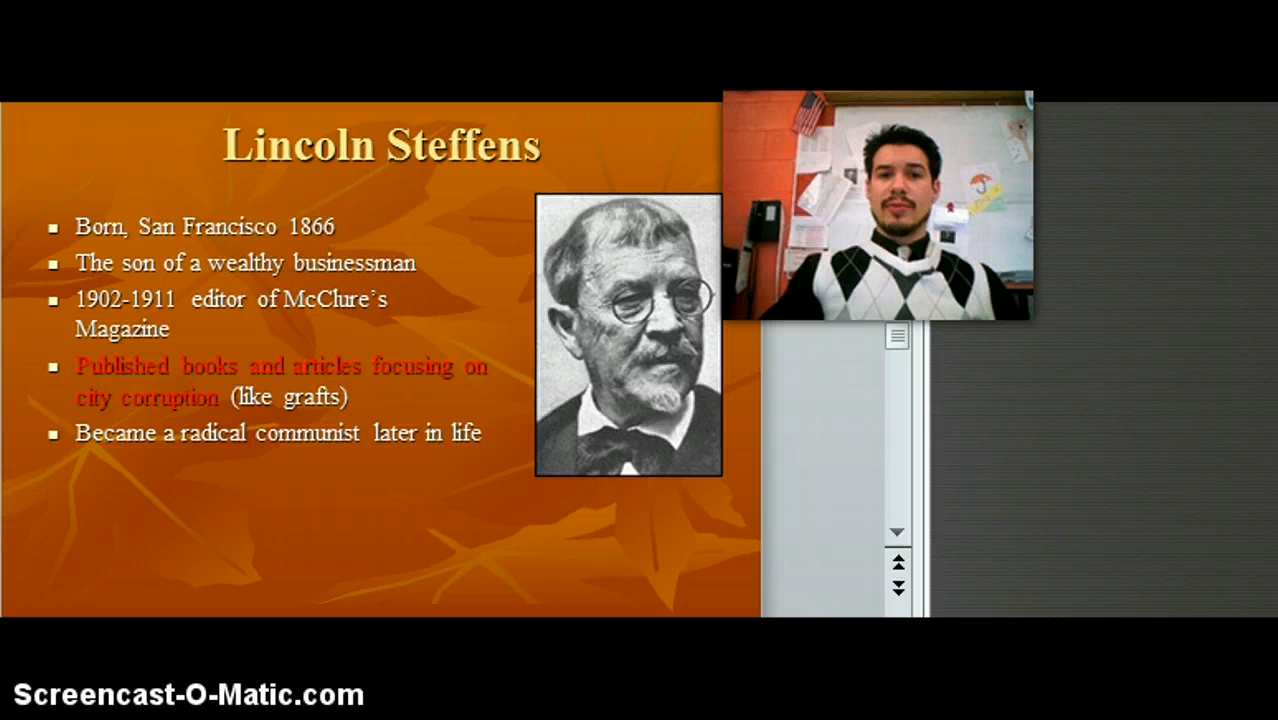 Lincoln Steffens
Born, San Francisco 1866
The son of a wealthy businessman
1902-1911 editor of McClure's
Magazine
Published books and articles focusing on
city corruption (like grafts)
Became a radical communist later in life
Screencast-O-Matic.com